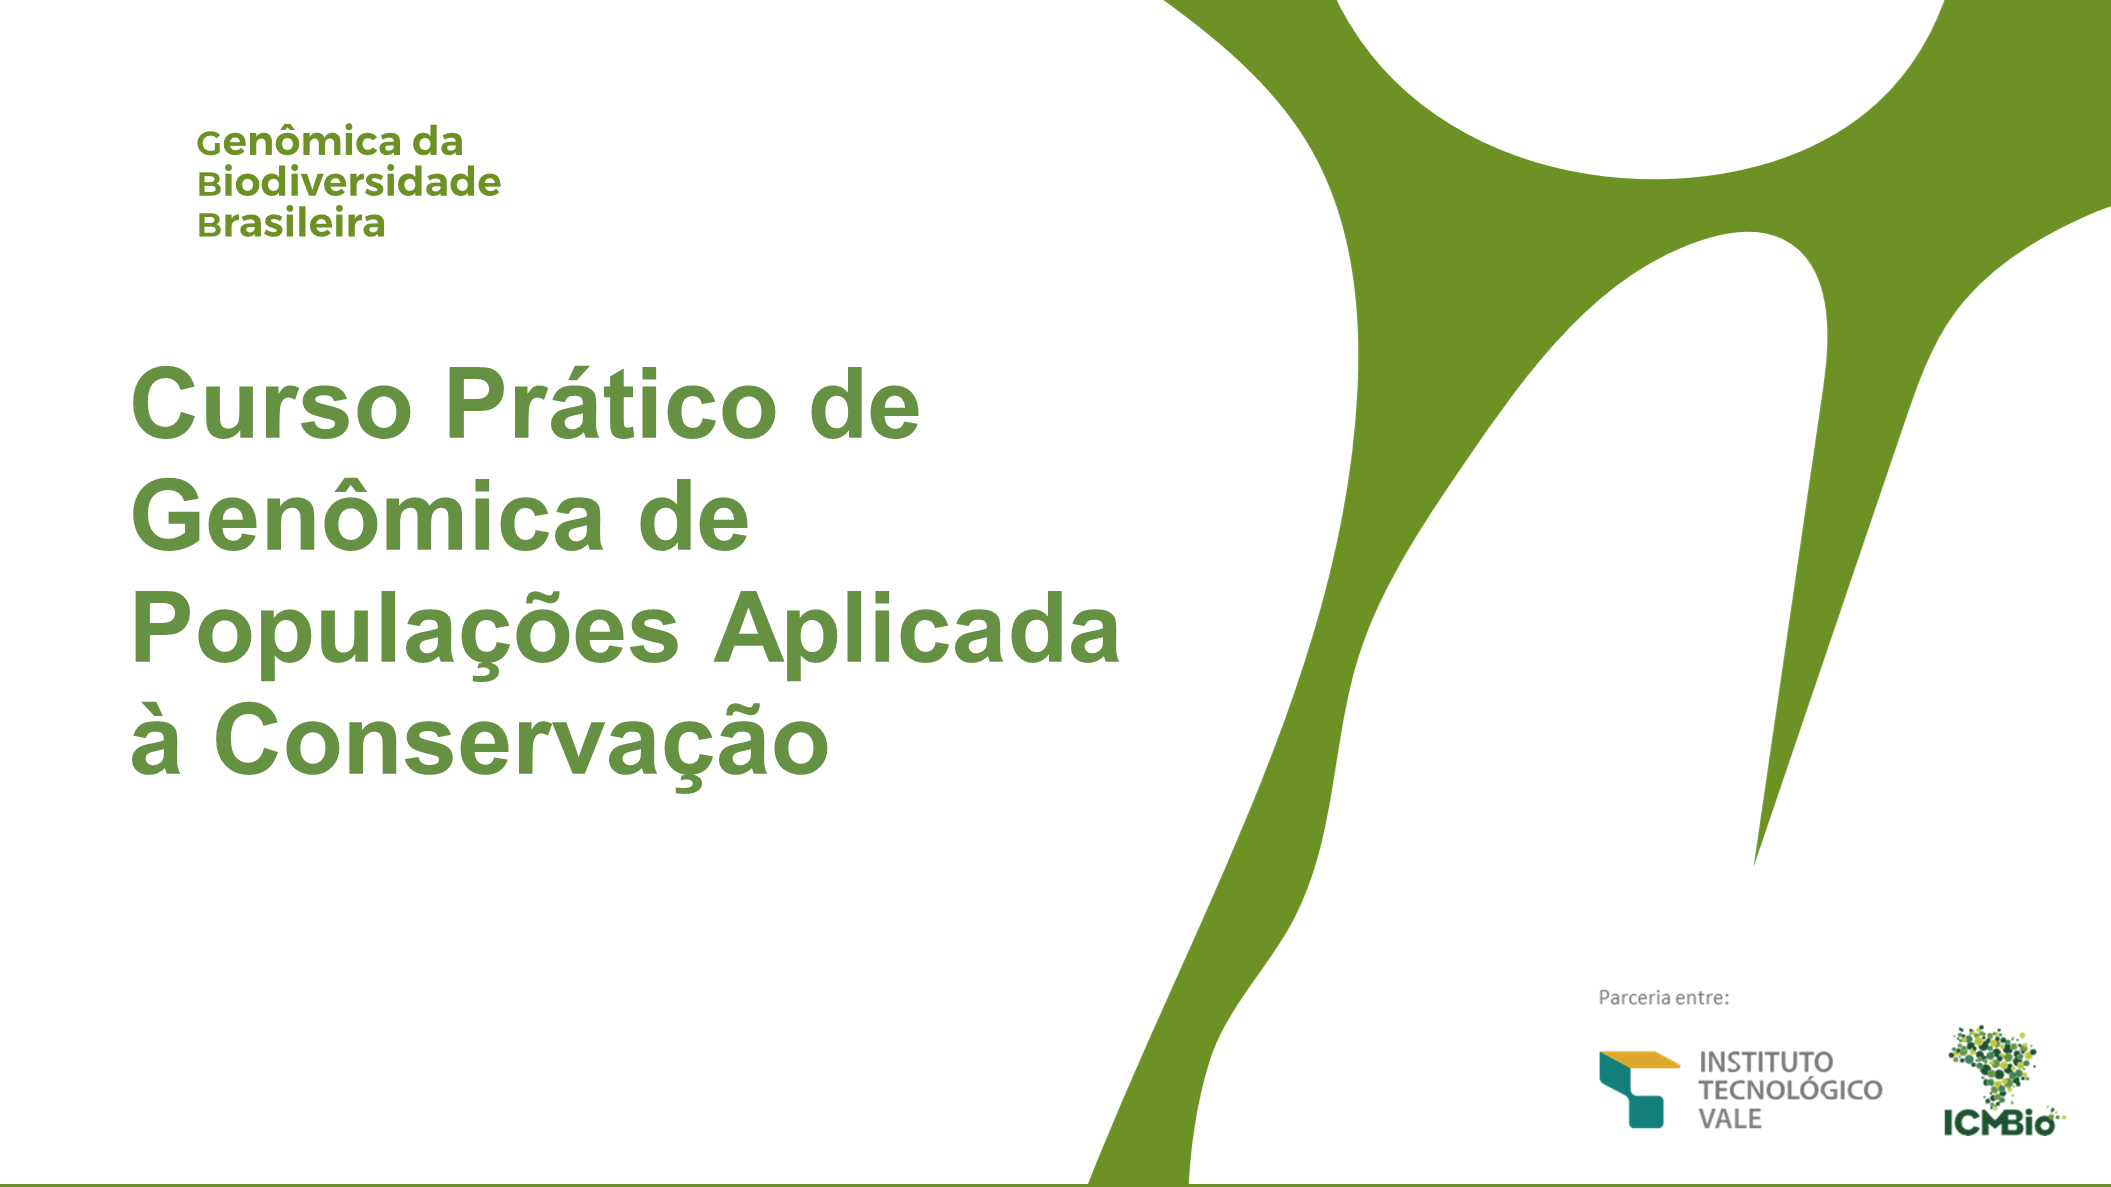 Genômica da
Biodiversidade
Brasileira
Curso Prático de
Genômica de
Populações Aplicada
à Conservação
Parceria entre:
INSTITUTO
TECNOLÓGICO
VALE
ICMBio